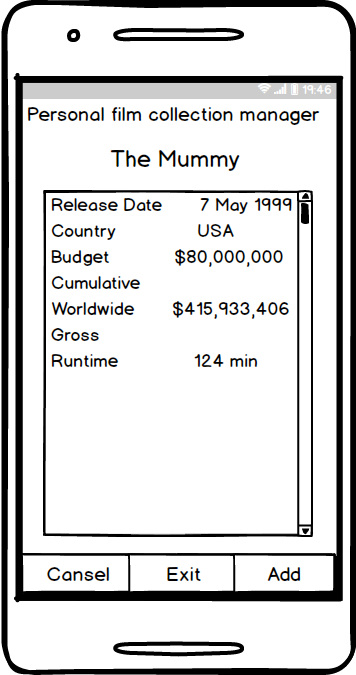 19:46
Personal film collection manager
The Mummy
Release Date 7 May 1999
Country USA
Budget $80,000,000
Cumulative
Worldwide $415,933,406
Gross
Runtime 124 min
Cansel Exit Add